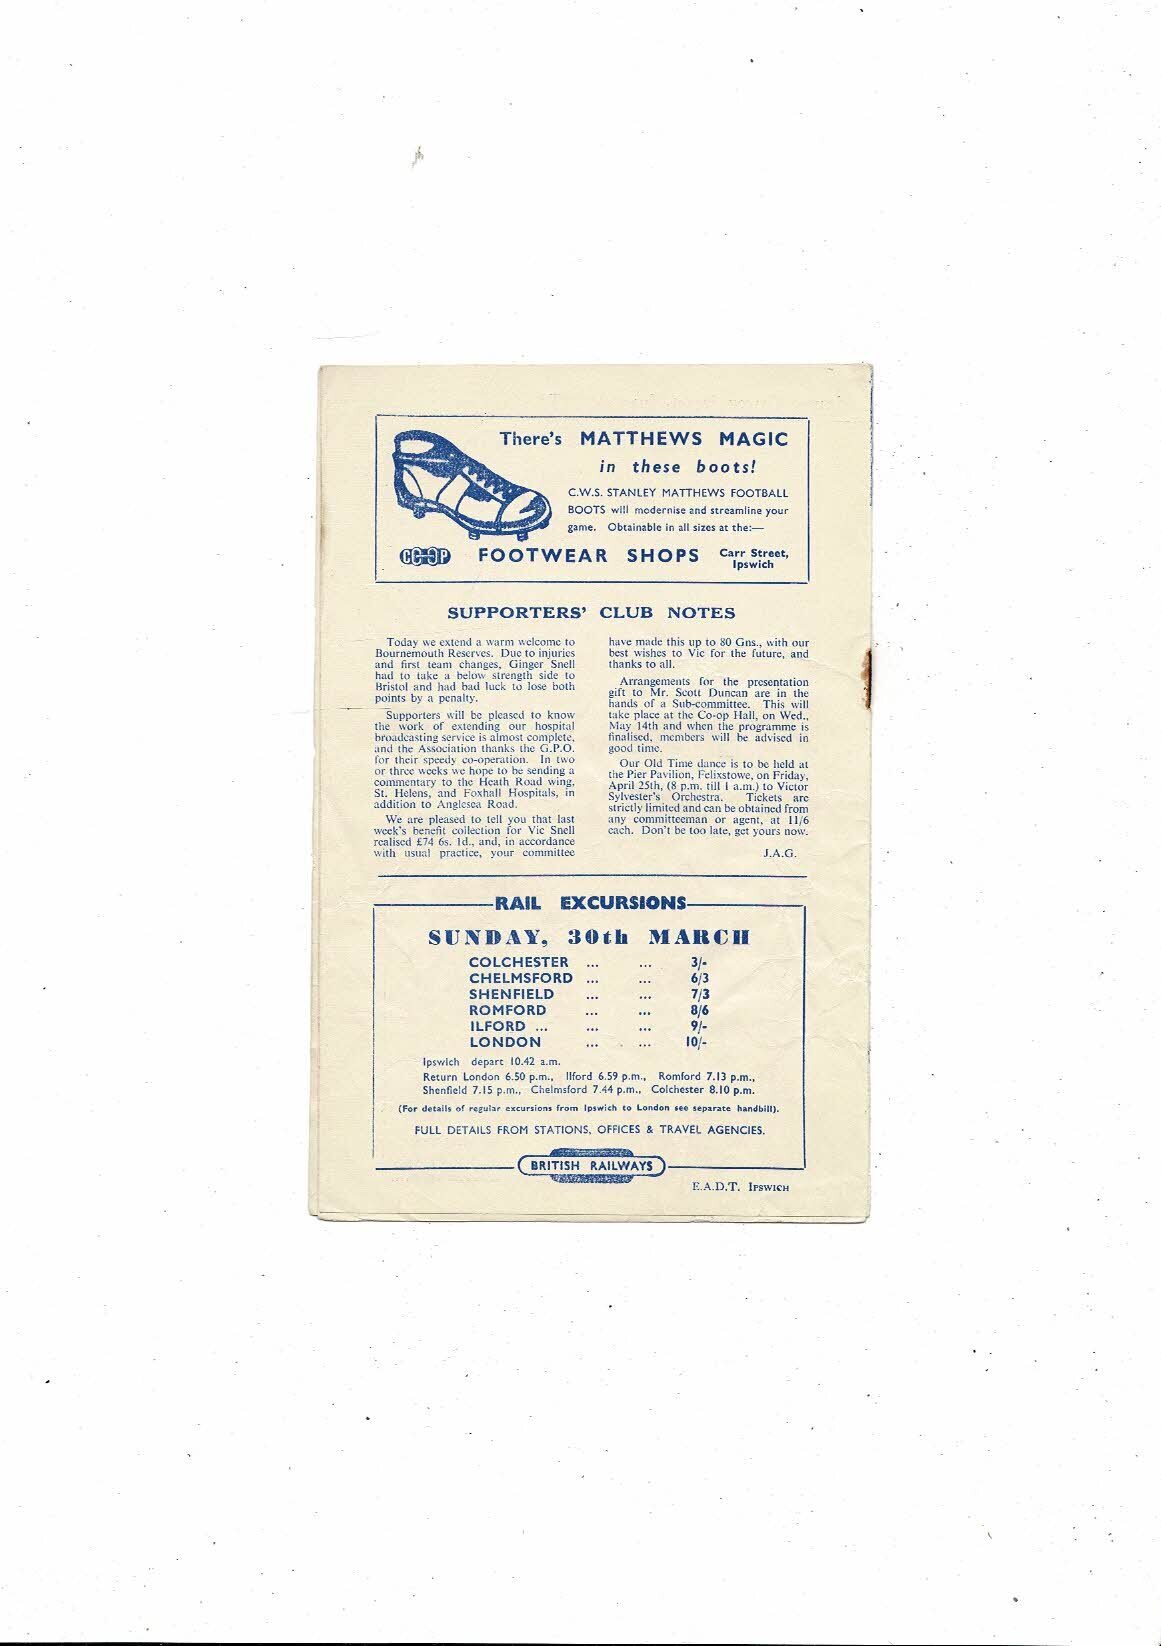 There's MATTHEWS MAGIC
in these boots!
C.W.S. STANLEY MATTHEWS FOOTBALL
BOOTS will modernise and streamline your
game. Obtainable in all sizes at the:—
CO-OP FOOTWEAR SHOPS Carr Street,
Ipswich
SUPPORTERS' CLUB NOTES
Today we extend a warm welcome to
Bournemouth Reserves. Due to injuries
and first team changes, Ginger Snell
had to take a below strength side to
Bristol and had bad luck to lose both
points by a penalty.
Supporters will be pleased to know
the work of extending our hospital
broadcasting service is almost complete,
and the Association thanks the G.P.O.
for their speedy co-operation. In two
or three weeks we hope to be sending a
commentary to the Heath Road wing,
St. Helens, and Foxhall Hospitals, in
addition to Anglesea Road.
We are pleased to tell you that last
week's benefit collection for Vic Snell
realised £74 6s. 1d., and, in accordance
with usual practice, your committee
have made this up to 80 Gns., with our
best wishes to Vic for the future, and
thanks to all.
Arrangements for the presentation
gift to Mr. Scott Duncan are in the
hands of a Sub-committee. This will
take place at the Co-op Hall, on Wed.,
May 14th and when the programme is
finalised, members will be advised in
good time.
Our Old Time dance is to be held at
the Pier Pavilion, Felixstowe, on Friday,
April 25th, (8 p.m. till 1 a.m.) to Victor
Sylvester's Orchestra. Tickets are
strictly limited and can be obtained from
any committeeman or agent, at 11/6
each. Don't be too late, get yours now.
J.A.G.
RAIL EXCURSIONS
SUNDAY, 30th MARCH
COLCHESTER ... ... 3/-
CHELMSFORD ... ... 6/3
SHENFIELD ... ... 7/3
ROMFORD ... ... 8/6
ILFORD ... ... ... 9/-
LONDON ... ... 10/-
Ipswich depart 10.42 a.m.
Return London 6.50 p.m., Ilford 6.59 p.m., Romford 7.13 p.m.,
Shenfield 7.15 p.m., Chelmsford 7.44 p.m., Colchester 8.10 p.m.
(For details of regular excursions from Ipswich to London see separate handbill).
FULL DETAILS FROM STATIONS, OFFICES & TRAVEL AGENCIES.
BRITISH RAILWAYS
E.A.D.T. IPSWICH